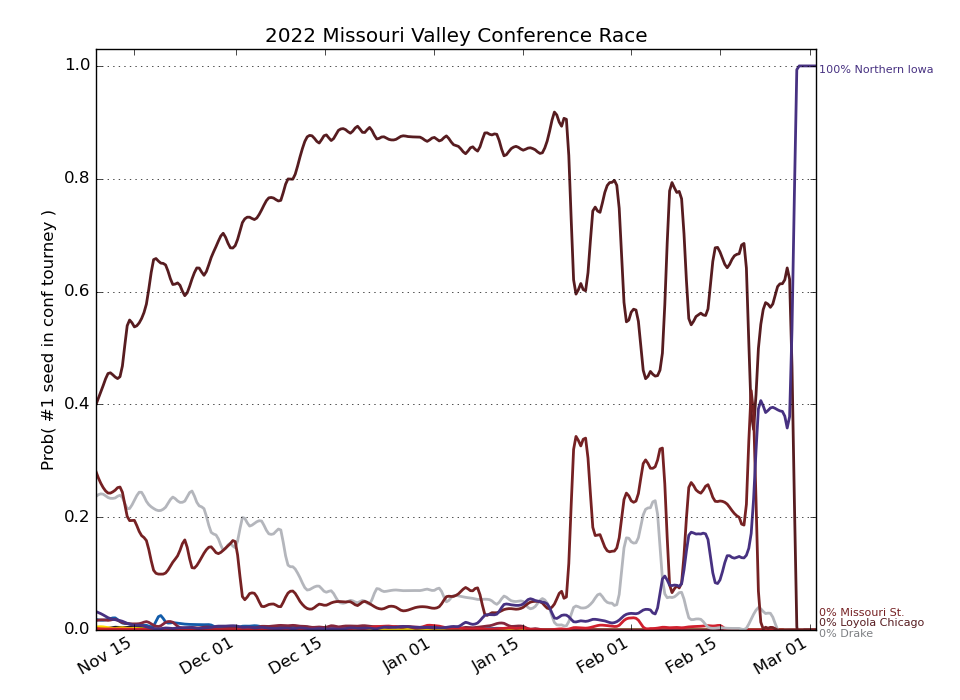 2022 Missouri Valley Conference Race
Prob( #1 seed in conf tourney )
1.0
0.8
0.6
0.4
0.2
0.0
Nov 15
Dec 01
Dec 15
Jan 01
Jan 15
Feb 01
Feb 15
Mar 01
100% Northern Iowa
0% Missouri St.
0% Loyola Chicago
0% Drake